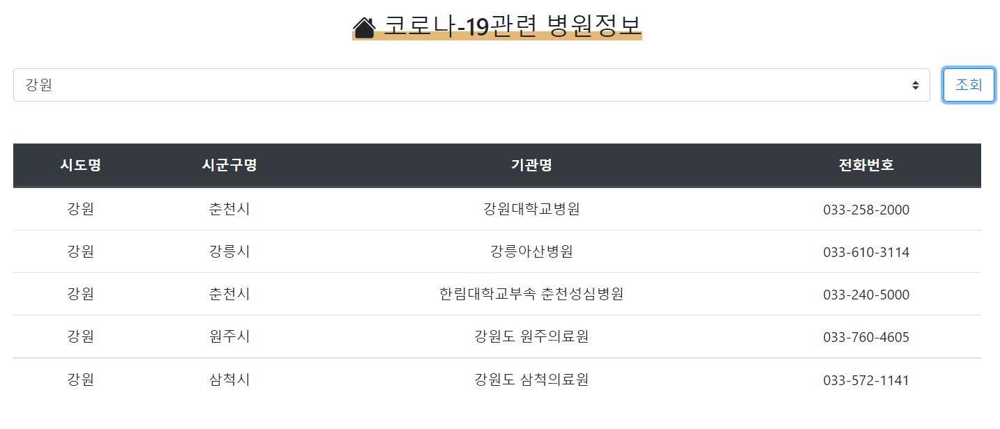 코로나-19관련 병원정보
강원
조회
시도명 시군구명 기관명 전화번호
강원 춘천시 강원대학교병원 033-258-2000
강원 강릉시 강릉아산병원 033-610-3114
강원 춘천시 한림대학교부속 춘천성심병원 033-240-5000
강원 원주시 강원도 원주의료원 033-760-4605
강원 삼척시 강원도 삼척의료원 033-572-1141